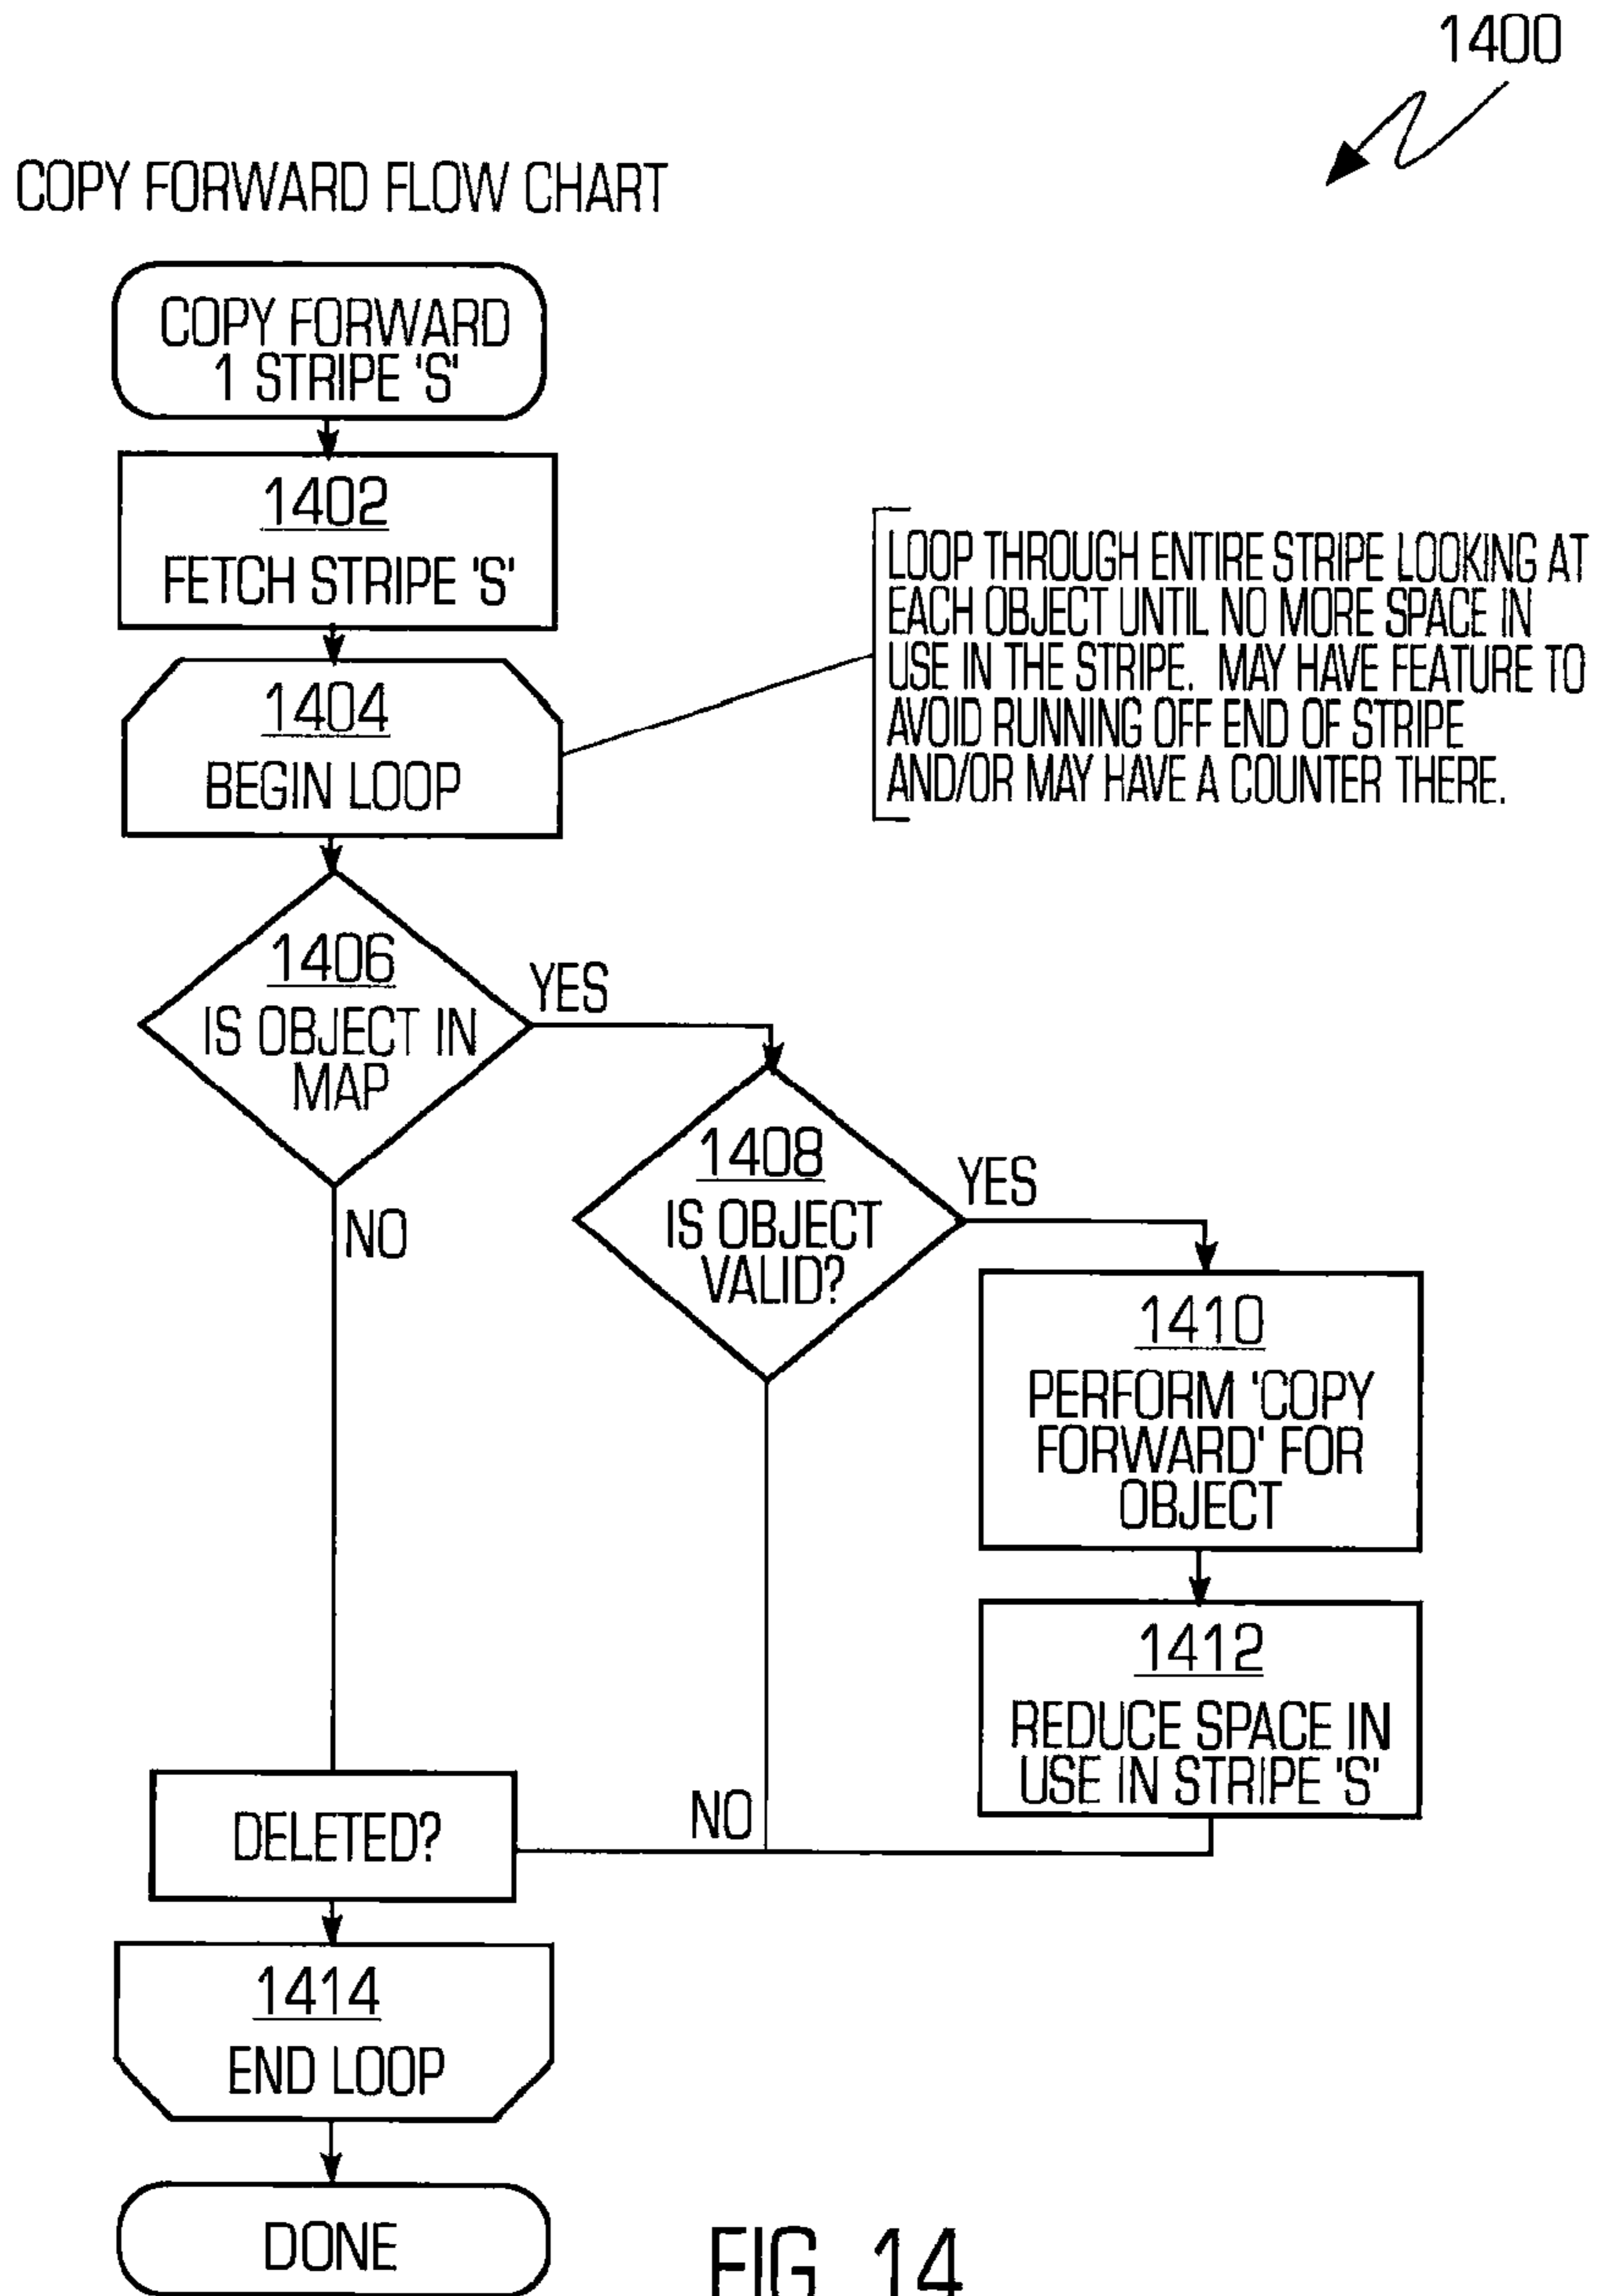 1400
COPY FORWARD FLOW CHART
COPY FORWARD
1 STRIPE 'S'
1402
FETCH STRIPE 'S'
1404
BEGIN LOOP
LOOP THROUGH ENTIRE STRIPE LOOKING AT
EACH OBJECT UNTIL NO MORE SPACE IN
USE IN THE STRIPE. MAY HAVE FEATURE TO
AVOID RUNNING OFF END OF STRIPE
AND/OR MAY HAVE A COUNTER THERE.
1406
IS OBJECT IN
MAP
YES
NO
1408
IS OBJECT
VALID?
YES
NO
1410
PERFORM 'COPY
FORWARD' FOR
OBJECT
1412
REDUCE SPACE IN
USE IN STRIPE 'S'
DELETED?
1414
END LOOP
DONE
FIG. 14